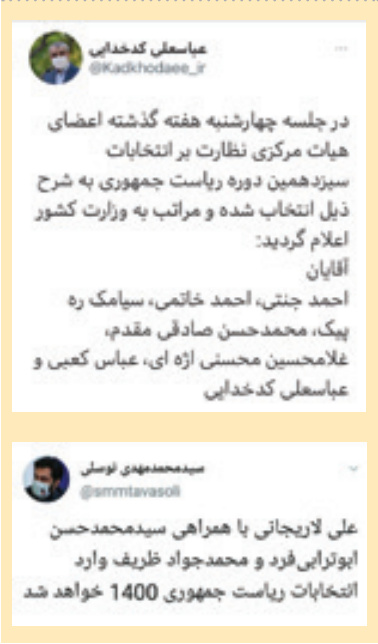 عباسعلی کدخدایی
@Kadkhodaee_ir
در جلسه چهارشنبه هفته گذشته اعضای
هیات مرکزی نظارت بر انتخابات
سیزدهمین دوره ریاست جمهوری به شرح
ذیل انتخاب شده و مراتب به وزارت کشور
اعلام گردید:
آقایان
احمد جنتی، احمد خاتمی، سیامک ره
پیک، محمدحسن صادقی مقدم،
غلامحسین محسنی اژه ای، عباس کعبی و
عباسعلی کدخدایی
سیدمحمدمهدی توسلی
@smmtavasoli
علی لاریجانی با همراهی سیدمحمدحسن
ابوترابی‌فرد و محمدجواد ظریف وارد
انتخابات ریاست جمهوری 1400 خواهد شد